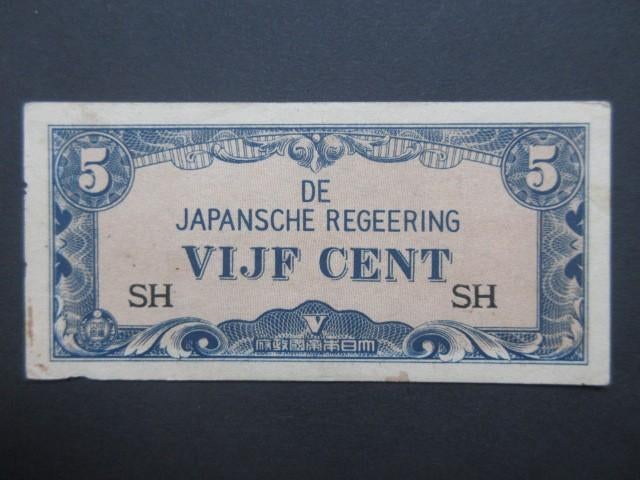 5 5
DE
JAPANSCHE REGEERING
VIJF CENT
SH SH
V
府政國帝本日大